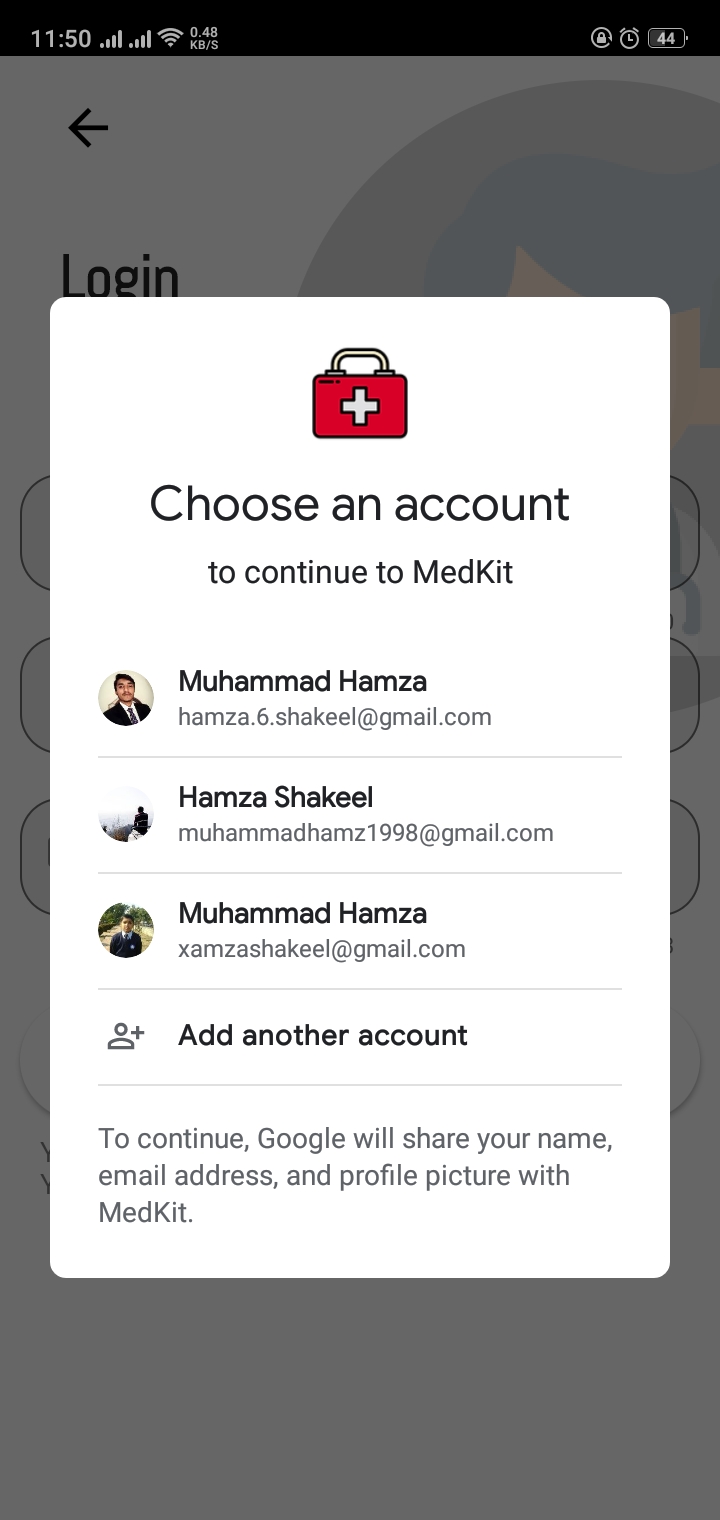 11:50
0.48
KB/S
44
Login
Choose an account
to continue to MedKit
Muhammad Hamza
hamza.6.shakeel@gmail.com
Hamza Shakeel
muhammadhamz1998@gmail.com
Muhammad Hamza
xamzashakeel@gmail.com
Add another account
To continue, Google will share your name,
email address, and profile picture with
MedKit.